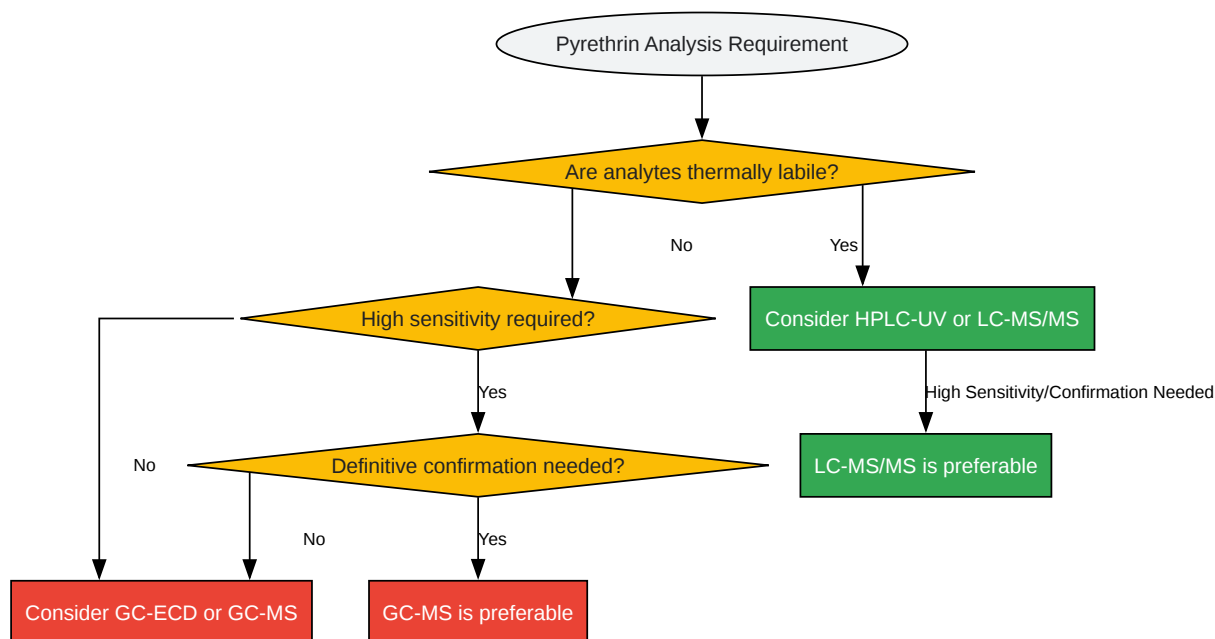 Pyrethrin Analysis Requirement
Are analytes thermally labile?
No
Yes
High sensitivity required?
Consider HPLC-UV or LC-MS/MS
Yes
High Sensitivity/Confirmation Needed
No
Definitive confirmation needed?
LC-MS/MS is preferable
No
Yes
Consider GC-ECD or GC-MS
GC-MS is preferable